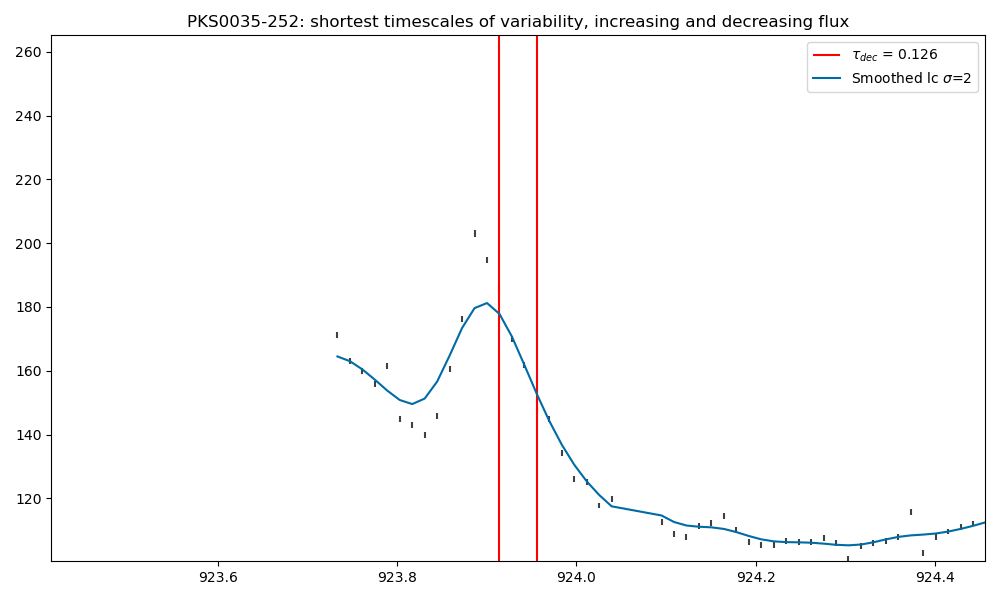 PKS0035-252: shortest timescales of variability, increasing and decreasing flux
τdec = 0.126
Smoothed lc σ=2
260
240
220
200
180
160
140
120
923.6 923.8 924.0 924.2 924.4